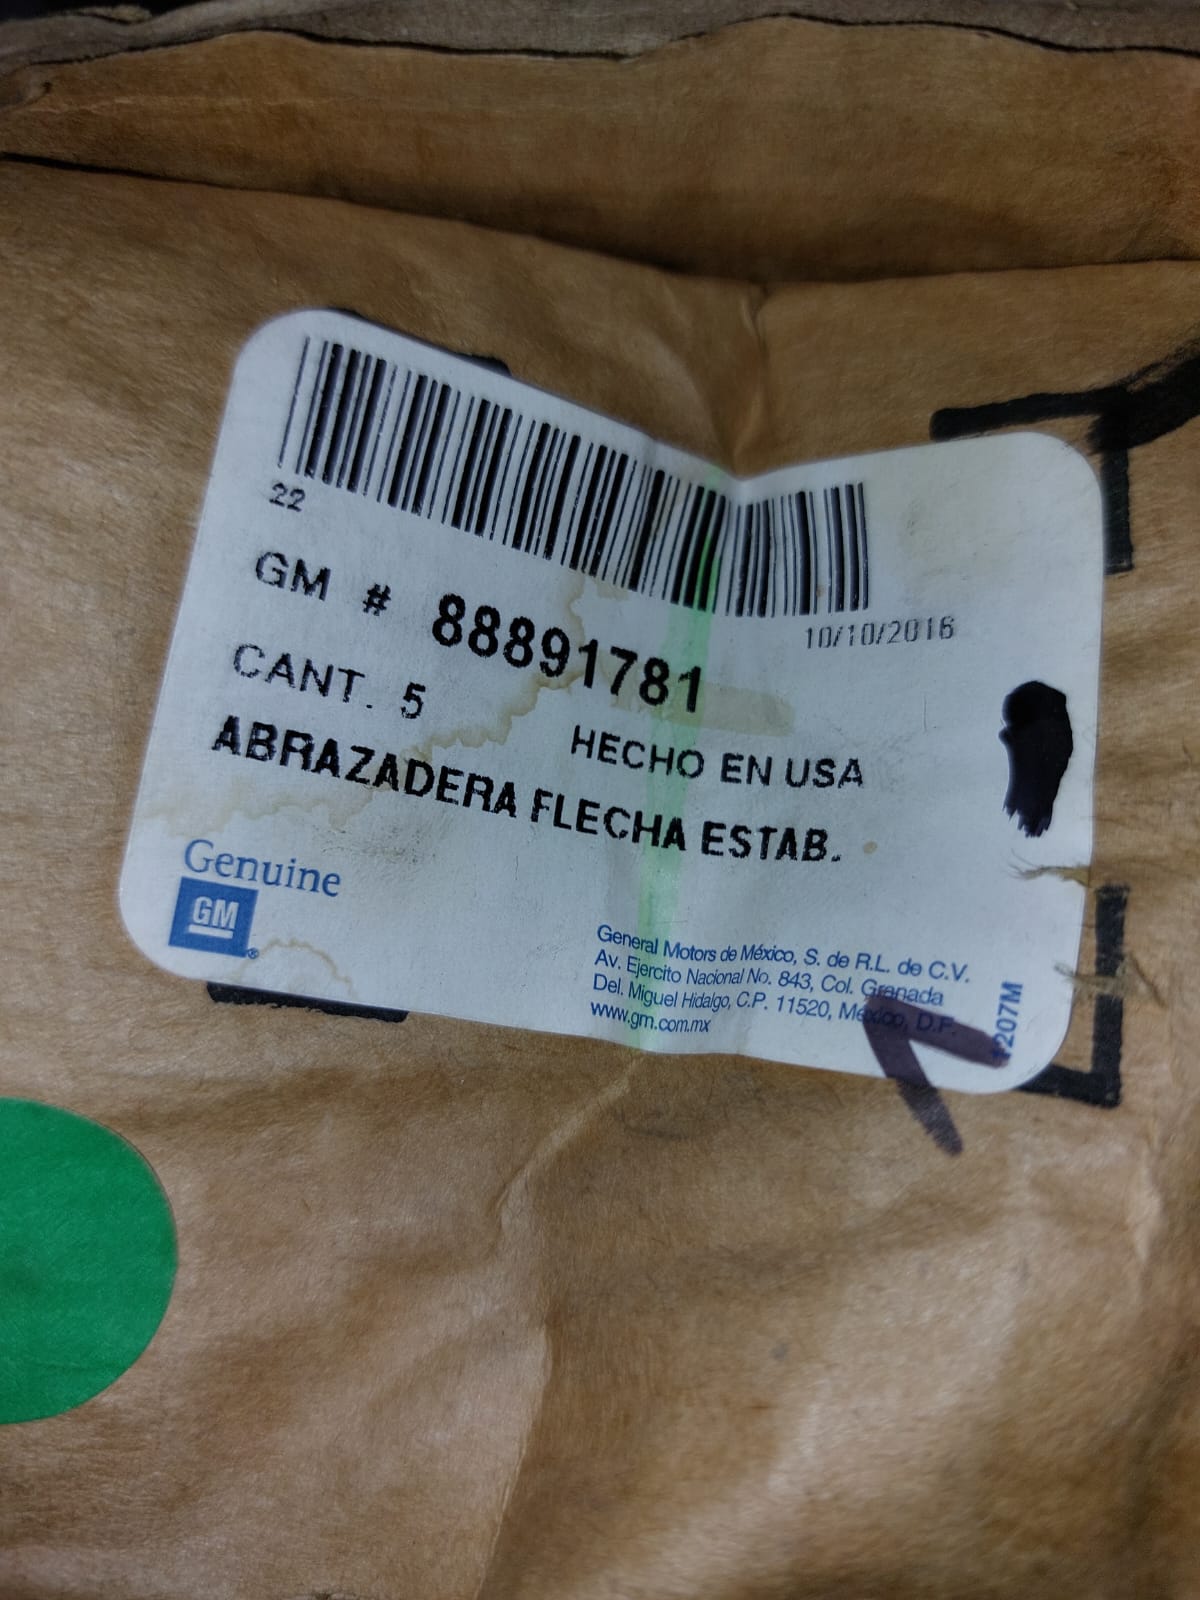 22
10/10/2016
GM # 88891781
CANT. 5
HECHO EN USA
ABRAZADERA FLECHA ESTAB.
Genuine
GM
®
General Motors de México, S. de R.L. de C.V.
Av. Ejercito Nacional No. 843, Col. Granada
Del. Miguel Hidalgo, C.P. 11520, México, D.F.
www.gm.com.mx
207M